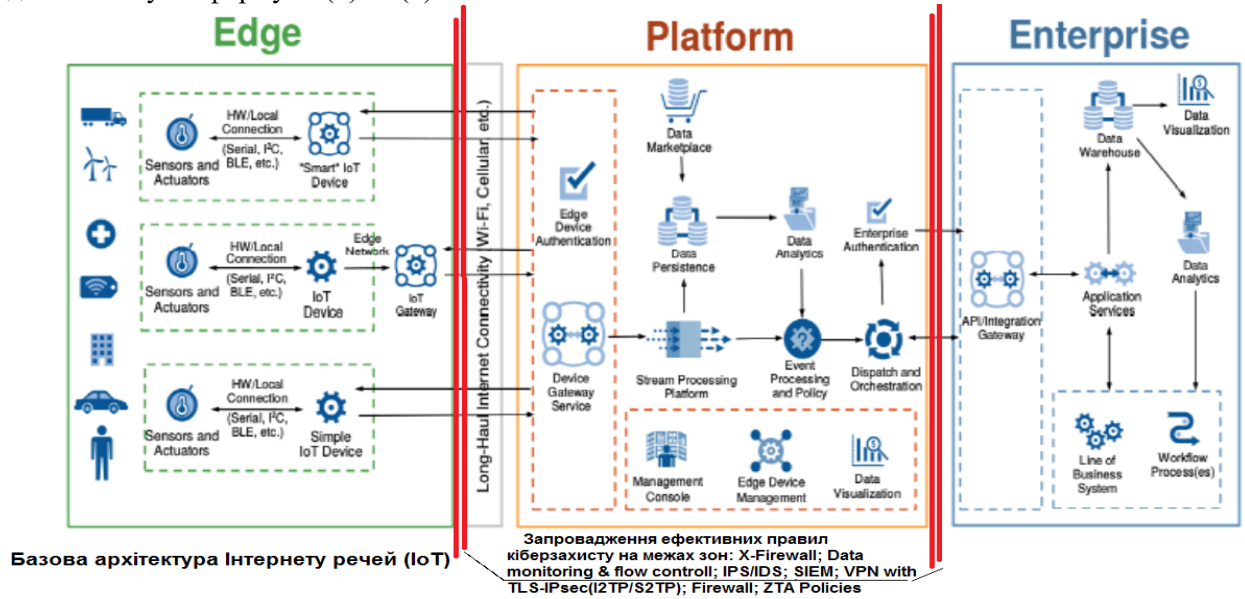 Edge
Platform
Enterprise
HW/Local
Connection
(Serial, I²C,
BLE, etc.)
Sensors and
Actuators
"Smart" IoT
Device
HW/Local
Connection
(Serial, I²C,
BLE, etc.)
Sensors and
Actuators
IoT
Device
Edge
Network
IoT
Gateway
HW/Local
Connection
(Serial, I²C,
BLE, etc.)
Sensors and
Actuators
Simple
IoT Device
Long-Haul Internet Connectivity (Wi-Fi, Cellular, etc.)
Edge
Device
Authentication
Device
Gateway
Service
Data
Marketplace
Data
Persistence
Data
Analytics
Enterprise
Authentication
Stream Processing
Platform
Event
Processing
and Policy
Dispatch and
Orchestration
Management
Console
Edge Device
Management
Data
Visualization
API/Integration
Gateway
Data
Warehouse
Data
Visualization
Application
Services
Data
Analytics
Line of
Business
System
Workflow
Process(es)
Базова архітектура Інтернету речей (IoT)
Запровадження ефективних правил
кіберзахисту на межах зон: X-Firewall; Data
monitoring & flow controll; IPS/IDS; SIEM; VPN with
TLS-IPsec(I2TP/S2TP); Firewall; ZTA Policies